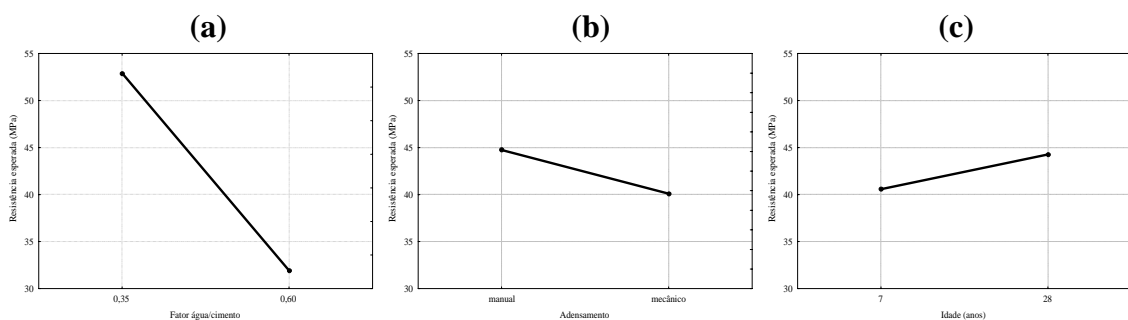 (a)
55
50
45
40
35
30
Resistência esperada (MPa)
0,35
0,60
Fator água/cimento
(b)
55
50
45
40
35
30
Resistência esperada (MPa)
manual
mecânico
Adensamento
(c)
55
50
45
40
35
30
Resistência esperada (MPa)
7
28
Idade (anos)